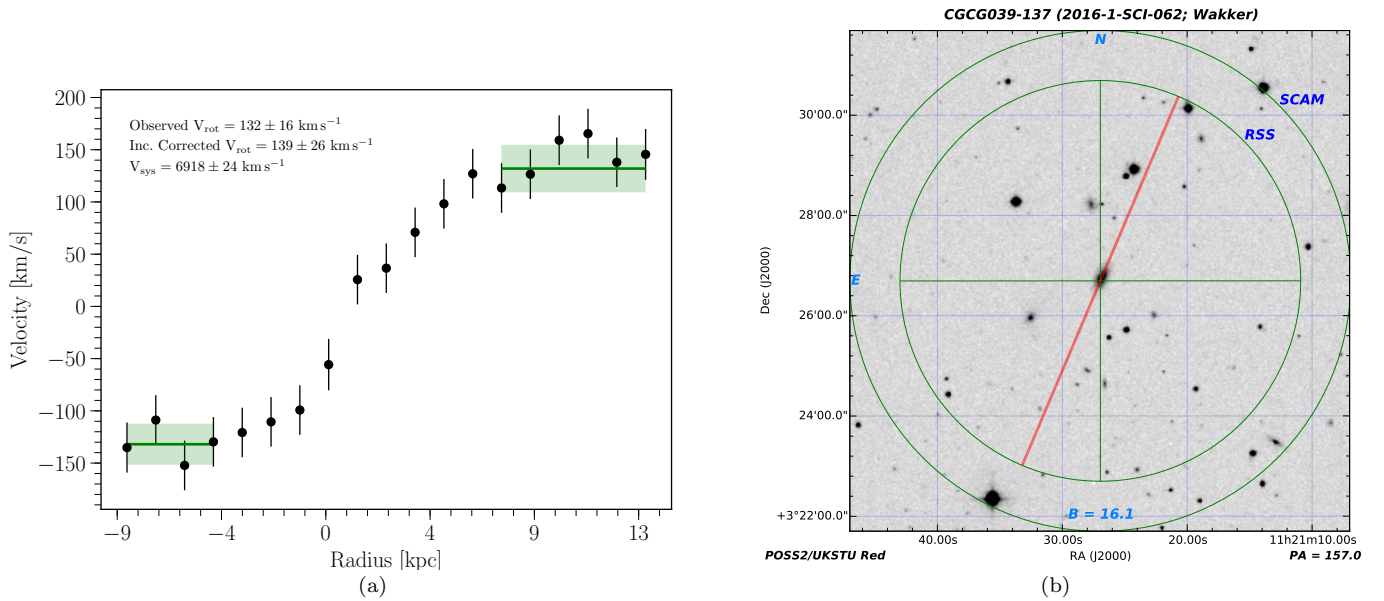 CGCG039-137 (2016-1-SCI-062; Wakker)
200
150
100
50
0
−50
−100
−150
Velocity [km/s]
Observed V_rot = 132 ± 16 km s⁻¹
Inc. Corrected V_rot = 139 ± 26 km s⁻¹
V_sys = 6918 ± 24 km s⁻¹
−9 −4 0 4 9 13
Radius [kpc]
(a)
N
SCAM
RSS
E
B = 16.1
30'00.0"
28'00.0"
26'00.0"
24'00.0"
+3°22'00.0"
Dec (J2000)
40.00s 30.00s 20.00s 11h21m10.00s
RA (J2000)
POSS2/UKSTU Red
PA = 157.0
(b)